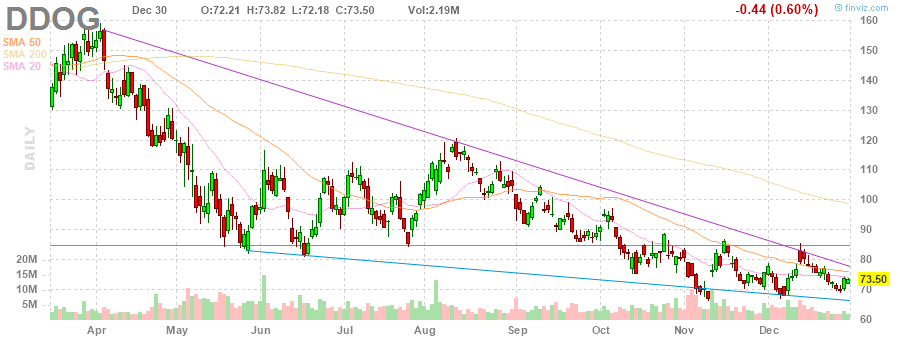 DDOG
Dec 30
O:72.21 H:73.82 L:72.18 C:73.50
Vol:2.19M
-0.44 (0.60%)
© finviz.com
SMA 50
SMA 200
SMA 20
DAILY
160
150
140
130
120
110
100
90
80
73.50
70
60
20M
15M
10M
5M
Apr May Jun Jul Aug Sep Oct Nov Dec